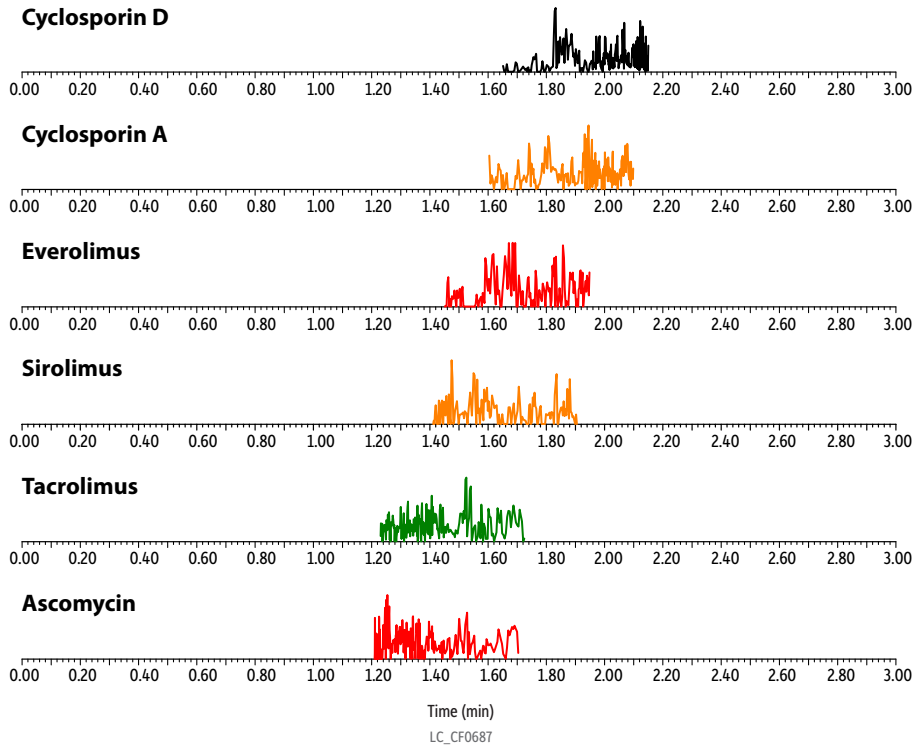 Cyclosporin D
0.00 0.20 0.40 0.60 0.80 1.00 1.20 1.40 1.60 1.80 2.00 2.20 2.40 2.60 2.80 3.00
Cyclosporin A
0.00 0.20 0.40 0.60 0.80 1.00 1.20 1.40 1.60 1.80 2.00 2.20 2.40 2.60 2.80 3.00
Everolimus
0.00 0.20 0.40 0.60 0.80 1.00 1.20 1.40 1.60 1.80 2.00 2.20 2.40 2.60 2.80 3.00
Sirolimus
0.00 0.20 0.40 0.60 0.80 1.00 1.20 1.40 1.60 1.80 2.00 2.20 2.40 2.60 2.80 3.00
Tacrolimus
0.00 0.20 0.40 0.60 0.80 1.00 1.20 1.40 1.60 1.80 2.00 2.20 2.40 2.60 2.80 3.00
Ascomycin
0.00 0.20 0.40 0.60 0.80 1.00 1.20 1.40 1.60 1.80 2.00 2.20 2.40 2.60 2.80 3.00
Time (min)
LC_CF0687